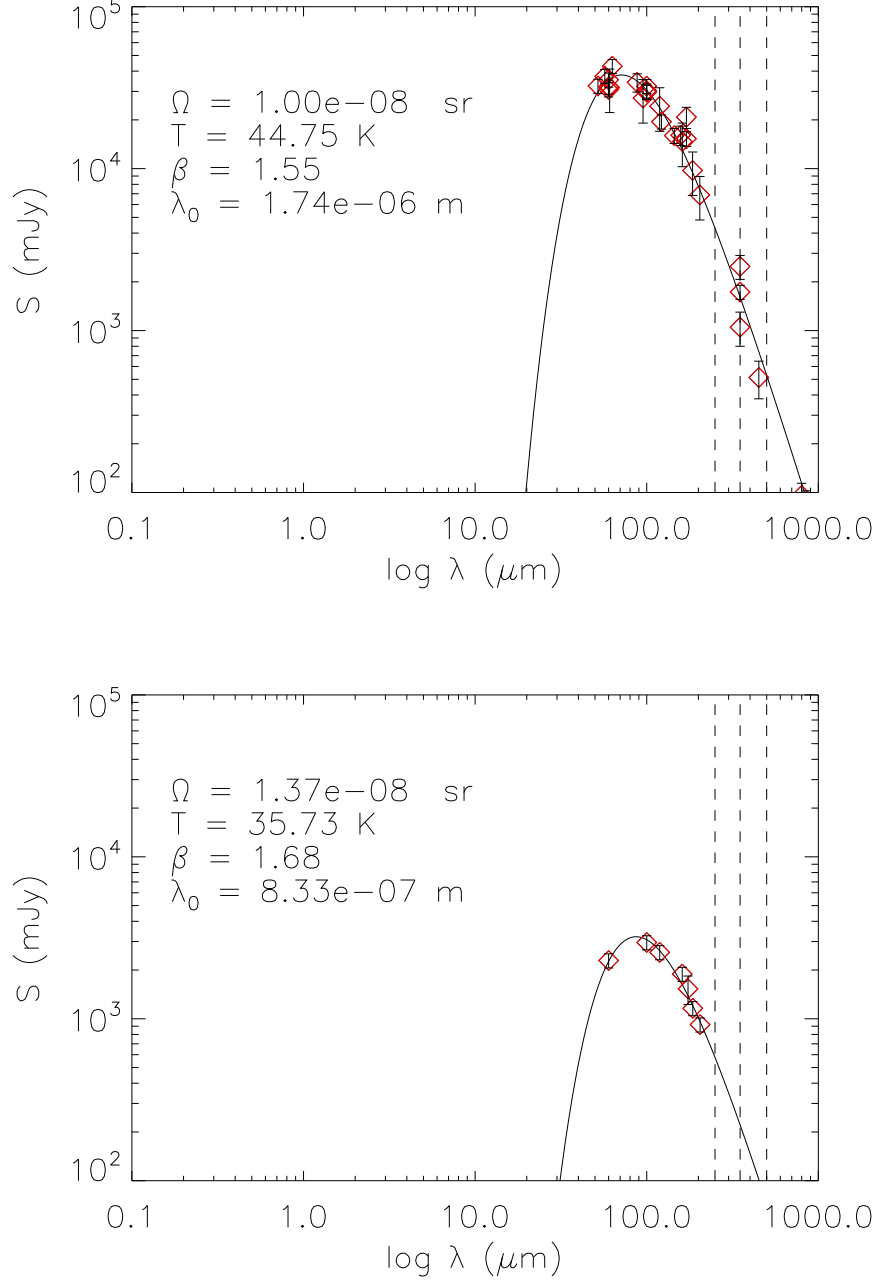 10^5
Ω = 1.00e−08 sr
T = 44.75 K
10^4
β = 1.55
λ_0 = 1.74e−06 m
S (mJy)
10^3
10^2
0.1 1.0 10.0 100.0 1000.0
log λ (μm)
10^5
Ω = 1.37e−08 sr
T = 35.73 K
10^4
β = 1.68
λ_0 = 8.33e−07 m
S (mJy)
10^3
10^2
0.1 1.0 10.0 100.0 1000.0
log λ (μm)